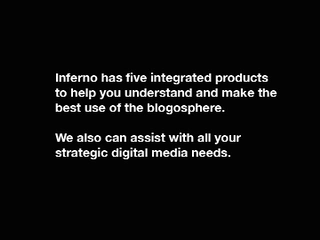 Inferno has five integrated products
to help you understand and make the
best use of the blogosphere.
We also can assist with all your
strategic digital media needs.